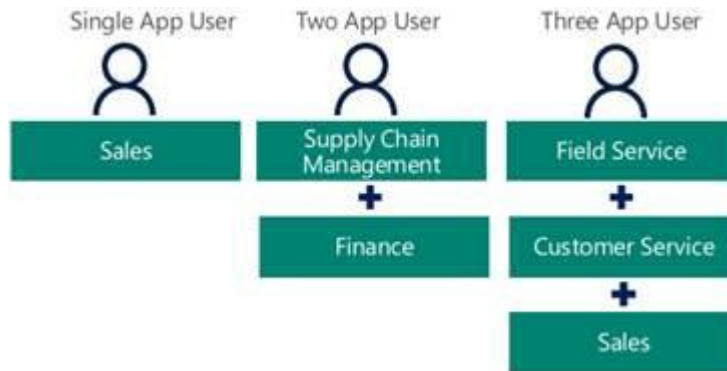 Single App User
Two App User
Three App User
Sales
Supply Chain
Management
Field Service
+
+
Finance
Customer Service
+
Sales